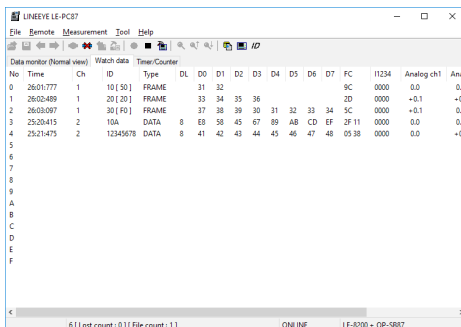 LINEEYE LE-PC87
File Remote Measurement Tool Help
ID
Data monitor (Normal view) Watch data Timer/Counter
No Time Ch ID Type DL D0 D1 D2 D3 D4 D5 D6 D7 FC I1234 Analog ch1 Ana
0 26:01:777 1 10 [ 50 ] FRAME 31 32 9C 0000 0.0 0.
1 26:02:489 1 20 [ 20 ] FRAME 33 34 35 36 2D 0000 +0.1 +0
2 26:03:097 1 30 [ F0 ] FRAME 37 38 39 30 31 32 33 34 5C 0000 +0.1 +0
3 25:20:415 2 10A DATA 8 E8 58 45 67 89 AB CD EF 2F 11 0000 0.0 0.
4 25:21:475 2 12345678 DATA 8 41 42 43 44 45 46 47 48 05 38 0000 0.0 0.
5
6
7
8
9
A
B
C
D
E
F
6 [ Lost count : 0 ] [ File count : 1 ] ONLINE LE-8200 + OP-SB87